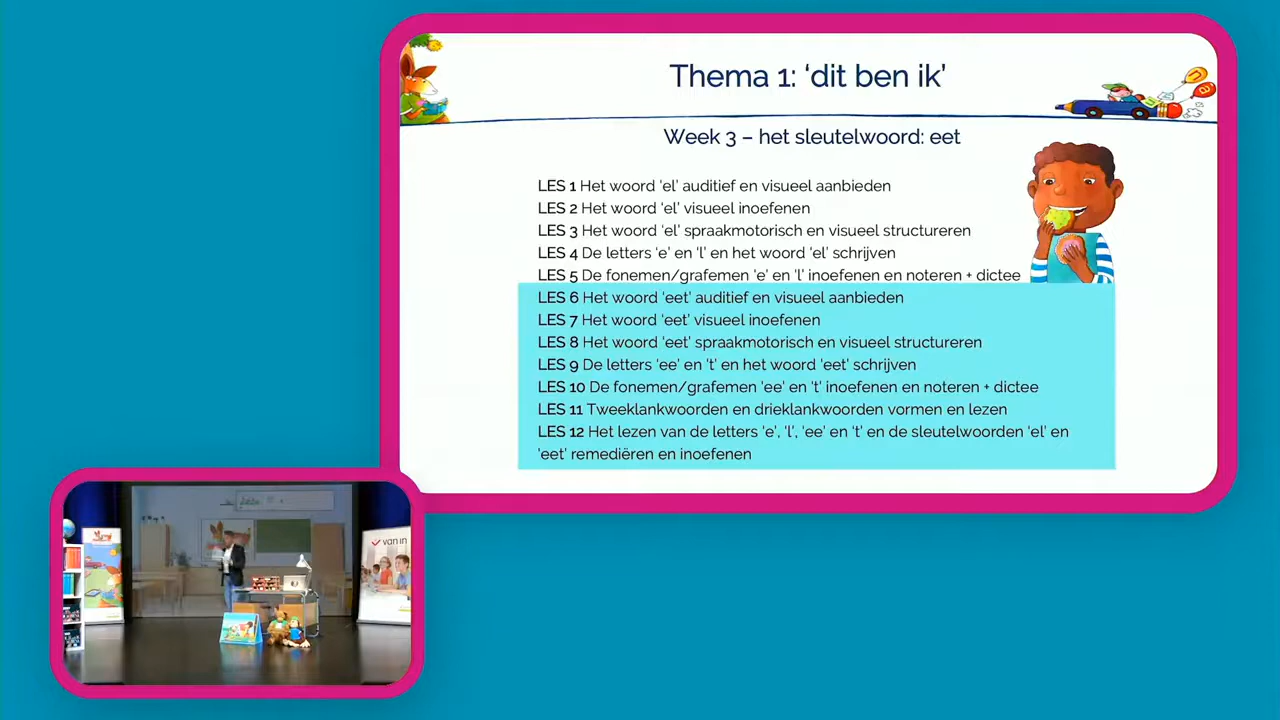 Thema 1: ‘dit ben ik’
Week 3 – het sleutelwoord: eet
LES 1 Het woord ‘el’ auditief en visueel aanbieden
LES 2 Het woord ‘el’ visueel inoefenen
LES 3 Het woord ‘el’ spraakmotorisch en visueel structureren
LES 4 De letters ‘e’ en ‘l’ en het woord ‘el’ schrijven
LES 5 De fonemen/grafemen ‘e’ en ‘l’ inoefenen en noteren + dictee
LES 6 Het woord ‘eet’ auditief en visueel aanbieden
LES 7 Het woord ‘eet’ visueel inoefenen
LES 8 Het woord ‘eet’ spraakmotorisch en visueel structureren
LES 9 De letters ‘ee’ en ‘t’ en het woord ‘eet’ schrijven
LES 10 De fonemen/grafemen ‘ee’ en ‘t’ inoefenen en noteren + dictee
LES 11 Tweeklankwoorden en drieklankwoorden vormen en lezen
LES 12 Het lezen van de letters ‘e’, ‘l’, ‘ee’ en ‘t’ en de sleutelwoorden ‘el’ en
‘eet’ remediëren en inoefenen
van in